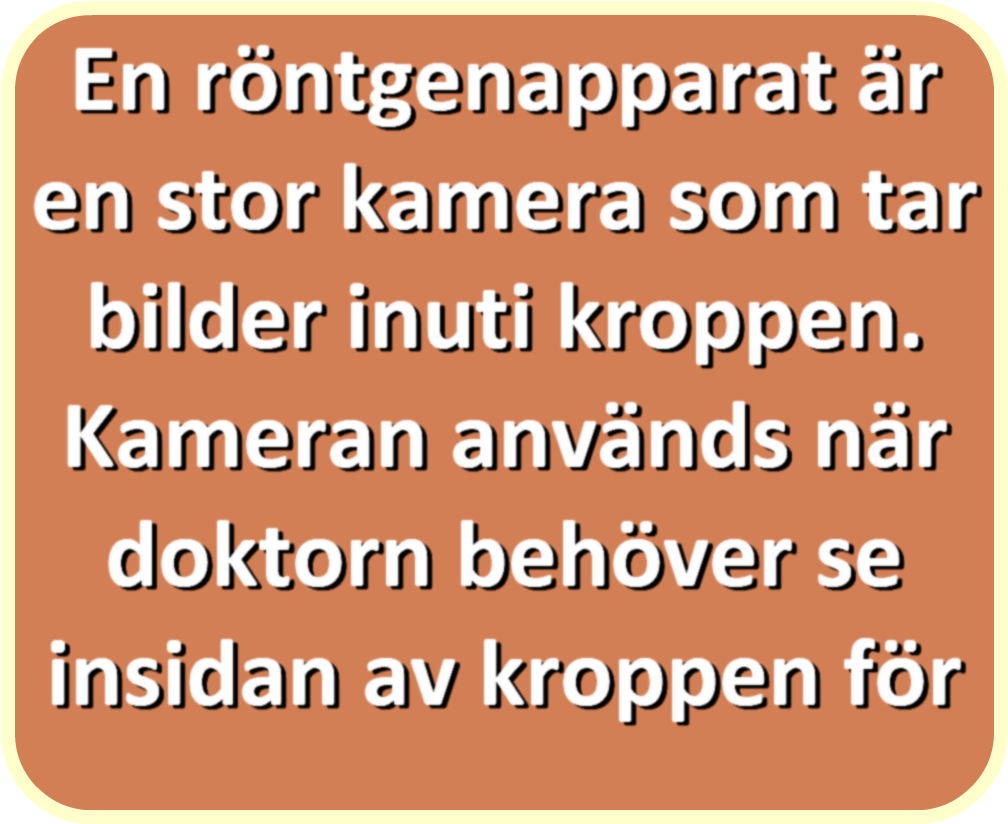 En röntgenapparat är
en stor kamera som tar
bilder inuti kroppen.
Kameran används när
doktorn behöver se
insidan av kroppen för